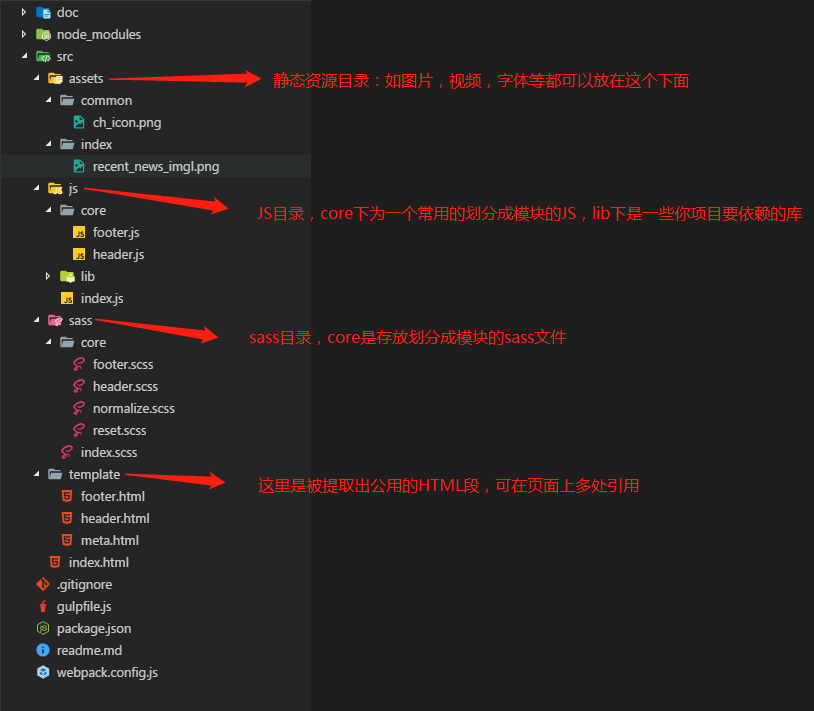 doc
node_modules
src
assets
静态资源目录：如图片，视频，字体等都可以放在这个下面
common
ch_icon.png
index
recent_news_imgl.png
js
JS目录，core下为一个常用的划分成模块的JS，lib下是一些你项目要依赖的库
core
footer.js
header.js
lib
index.js
sass
sass目录，core是存放划分成模块的sass文件
core
footer.scss
header.scss
normalize.scss
reset.scss
index.scss
template
这里是被提取出公用的HTML段，可在页面上多处引用
footer.html
header.html
meta.html
index.html
.gitignore
gulpfile.js
package.json
readme.md
webpack.config.js